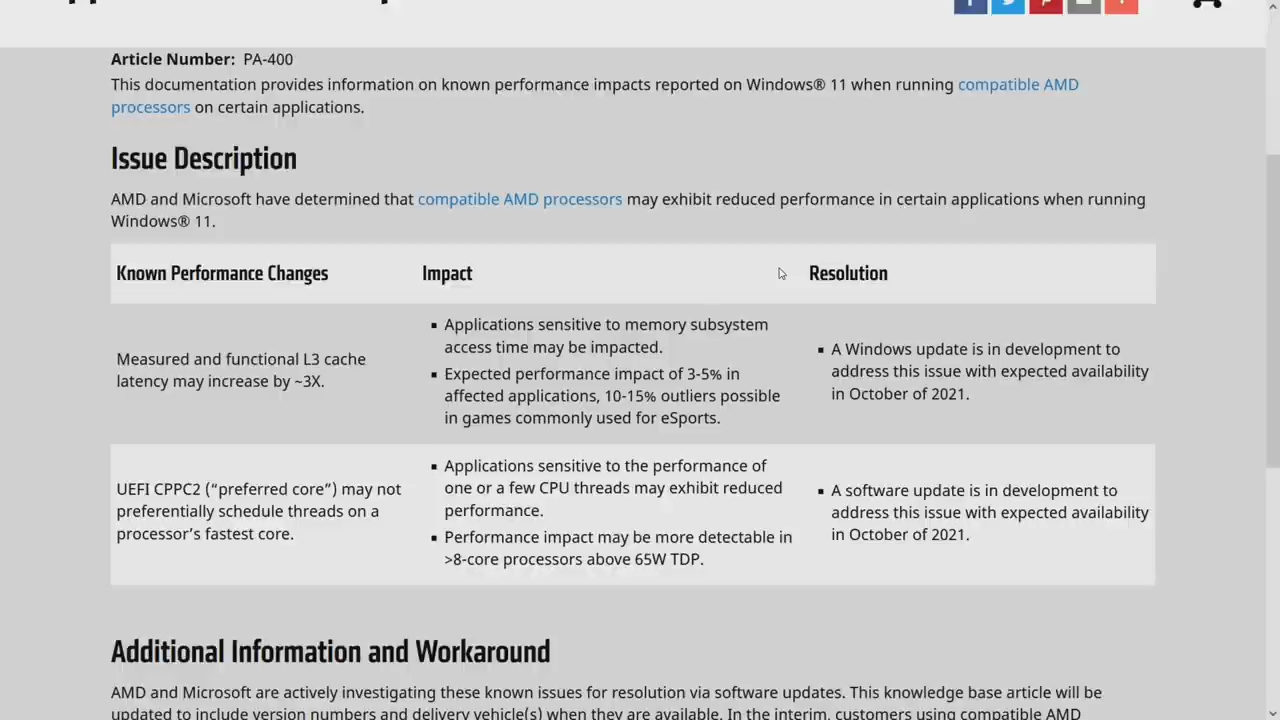 Article Number: PA-400
This documentation provides information on known performance impacts reported on Windows® 11 when running compatible AMD
processors on certain applications.
Issue Description
AMD and Microsoft have determined that compatible AMD processors may exhibit reduced performance in certain applications when running
Windows® 11.
Known Performance Changes
Impact
Resolution
Measured and functional L3 cache
latency may increase by ~3X.
▪ Applications sensitive to memory subsystem
access time may be impacted.
▪ Expected performance impact of 3-5% in
affected applications, 10-15% outliers possible
in games commonly used for eSports.
▪ A Windows update is in development to
address this issue with expected availability
in October of 2021.
UEFI CPPC2 (“preferred core”) may not
preferentially schedule threads on a
processor’s fastest core.
▪ Applications sensitive to the performance of
one or a few CPU threads may exhibit reduced
performance.
▪ Performance impact may be more detectable in
>8-core processors above 65W TDP.
▪ A software update is in development to
address this issue with expected availability
in October of 2021.
Additional Information and Workaround
AMD and Microsoft are actively investigating these known issues for resolution via software updates. This knowledge base article will be
updated to include version numbers and delivery vehicle(s) when they are available. In the interim, customers using compatible AMD